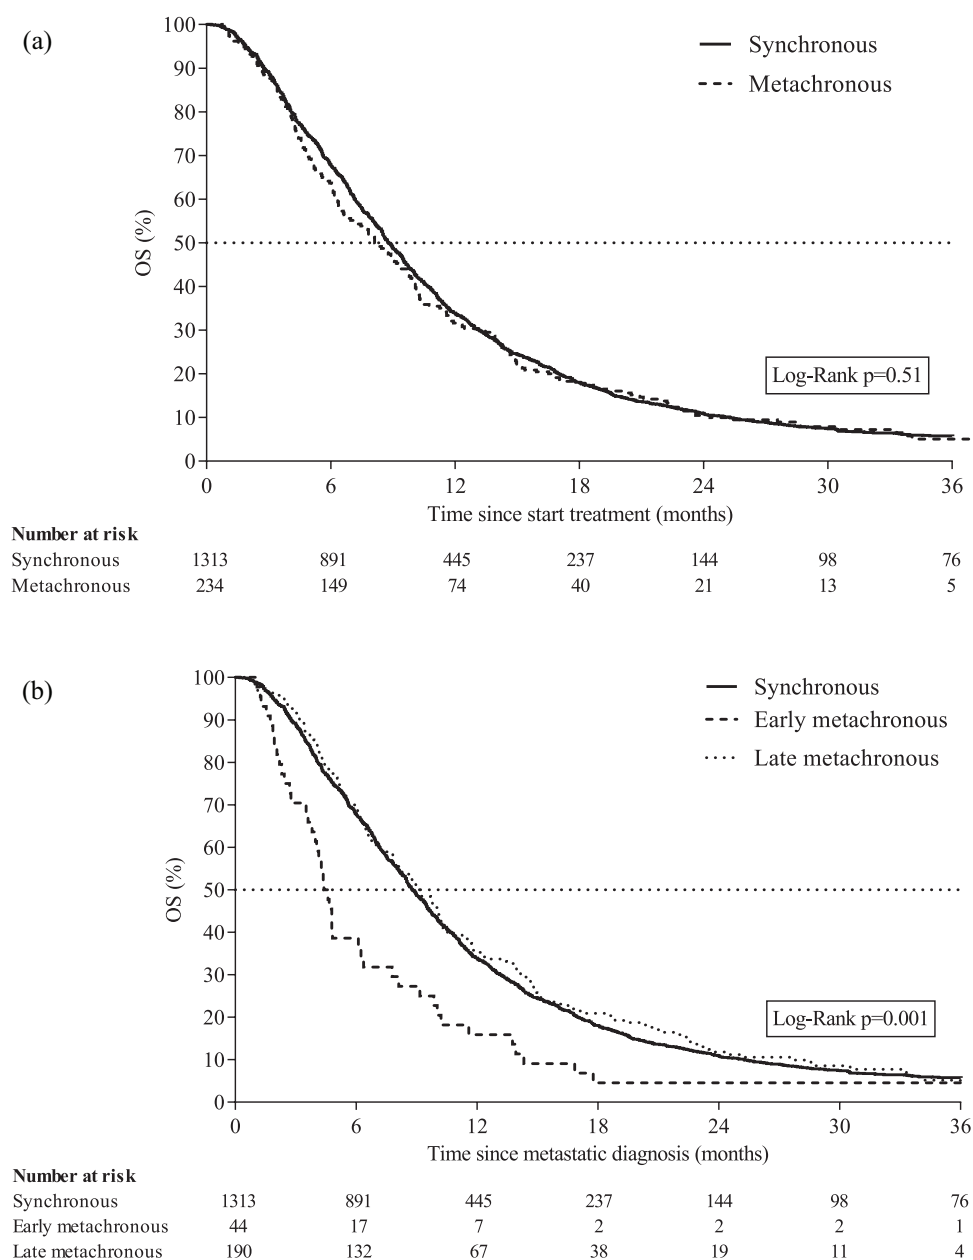 (a)
Synchronous
Metachronous
100
90
80
70
60
50
40
30
20
10
0
OS (%)
Log-Rank p=0.51
0 6 12 18 24 30 36
Time since start treatment (months)
Number at risk
Synchronous 1313 891 445 237 144 98 76
Metachronous 234 149 74 40 21 13 5
(b)
Synchronous
Early metachronous
Late metachronous
100
90
80
70
60
50
40
30
20
10
0
OS (%)
Log-Rank p=0.001
0 6 12 18 24 30 36
Time since metastatic diagnosis (months)
Number at risk
Synchronous 1313 891 445 237 144 98 76
Early metachronous 44 17 7 2 2 2 1
Late metachronous 190 132 67 38 19 11 4